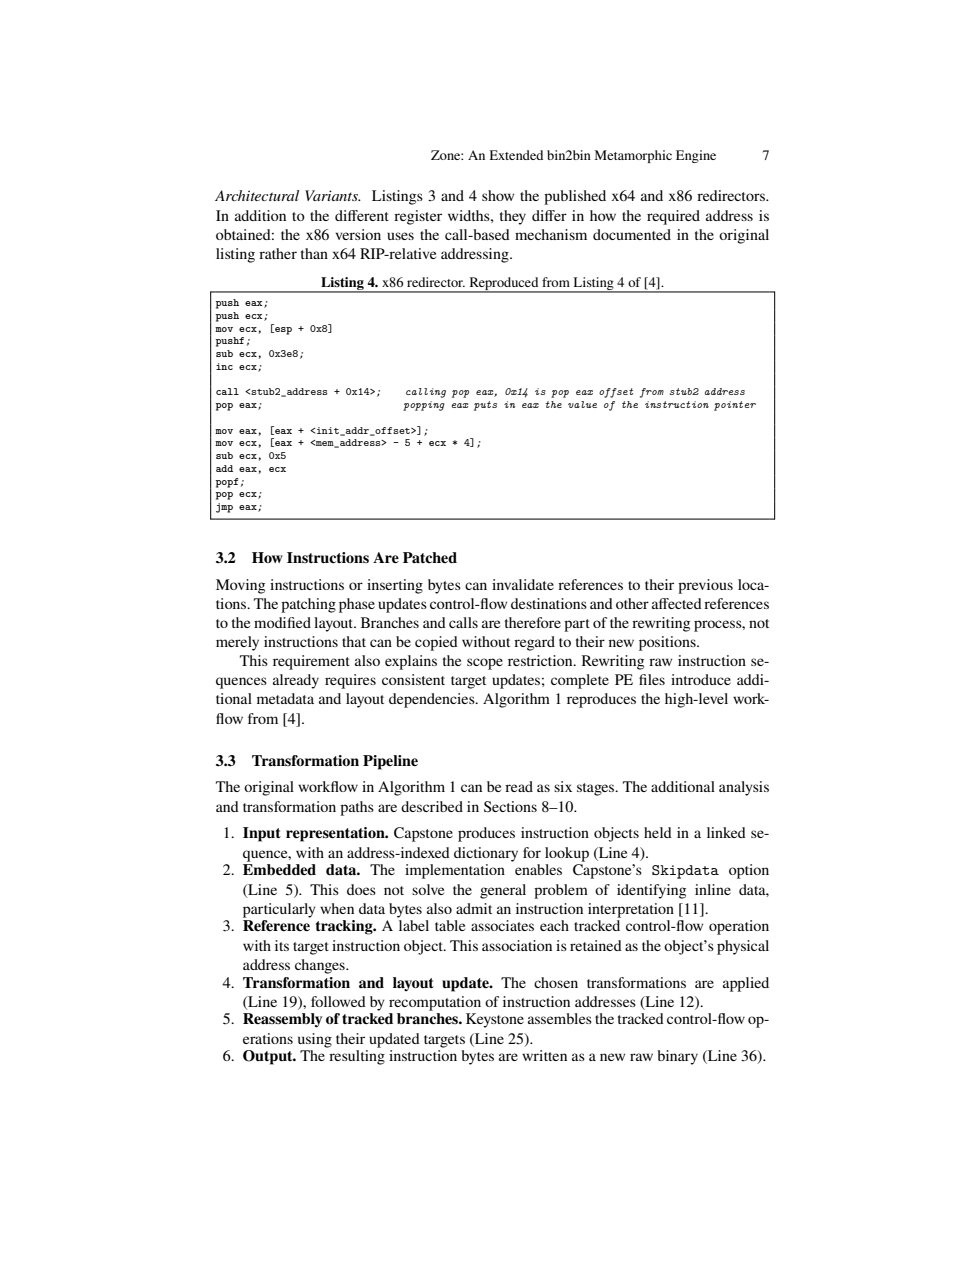 Zone: An Extended bin2bin Metamorphic Engine 7
Architectural Variants. Listings 3 and 4 show the published x64 and x86 redirectors.
In addition to the different register widths, they differ in how the required address is
obtained: the x86 version uses the call-based mechanism documented in the original
listing rather than x64 RIP-relative addressing.
Listing 4. x86 redirector. Reproduced from Listing 4 of [4].
push eax;
push ecx;
mov ecx, [esp + 0x8]
pushf;
sub ecx, 0x3e8;
inc ecx;
call <stub2_address + 0x14>; calling pop eax, 0x14 is pop eax offset from stub2 address
pop eax; popping eax puts in eax the value of the instruction pointer
mov eax, [eax + <init_addr_offset>];
mov ecx, [eax + <mem_address> - 5 + ecx * 4];
sub ecx, 0x5
add eax, ecx
popf;
pop ecx;
jmp eax;
3.2 How Instructions Are Patched
Moving instructions or inserting bytes can invalidate references to their previous loca-
tions. The patching phase updates control-flow destinations and other affected references
to the modified layout. Branches and calls are therefore part of the rewriting process, not
merely instructions that can be copied without regard to their new positions.
This requirement also explains the scope restriction. Rewriting raw instruction se-
quences already requires consistent target updates; complete PE files introduce addi-
tional metadata and layout dependencies. Algorithm 1 reproduces the high-level work-
flow from [4].
3.3 Transformation Pipeline
The original workflow in Algorithm 1 can be read as six stages. The additional analysis
and transformation paths are described in Sections 8–10.
1. Input representation. Capstone produces instruction objects held in a linked se-
quence, with an address-indexed dictionary for lookup (Line 4).
2. Embedded data. The implementation enables Capstone's Skipdata option
(Line 5). This does not solve the general problem of identifying inline data,
particularly when data bytes also admit an instruction interpretation [11].
3. Reference tracking. A label table associates each tracked control-flow operation
with its target instruction object. This association is retained as the object's physical
address changes.
4. Transformation and layout update. The chosen transformations are applied
(Line 19), followed by recomputation of instruction addresses (Line 12).
5. Reassembly of tracked branches. Keystone assembles the tracked control-flow op-
erations using their updated targets (Line 25).
6. Output. The resulting instruction bytes are written as a new raw binary (Line 36).